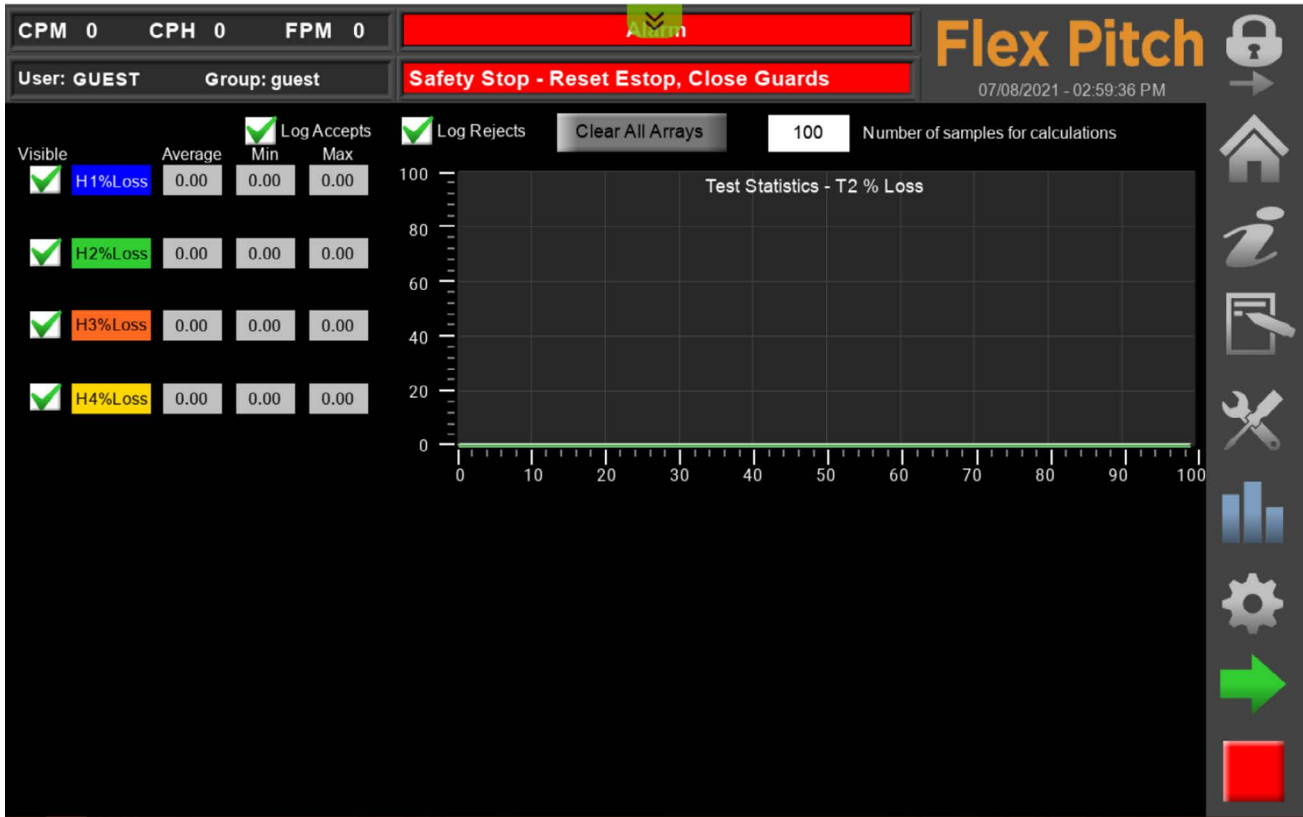 CPM 0 CPH 0 FPM 0
Alarm
Flex Pitch
User: GUEST Group: guest
Safety Stop - Reset Estop, Close Guards
07/08/2021 - 02:59:36 PM
Log Accepts
Log Rejects
Clear All Arrays
100 Number of samples for calculations
Visible Average Min Max
H1%Loss 0.00 0.00 0.00
H2%Loss 0.00 0.00 0.00
H3%Loss 0.00 0.00 0.00
H4%Loss 0.00 0.00 0.00
Test Statistics - T2 % Loss
100
80
60
40
20
0
0 10 20 30 40 50 60 70 80 90 100